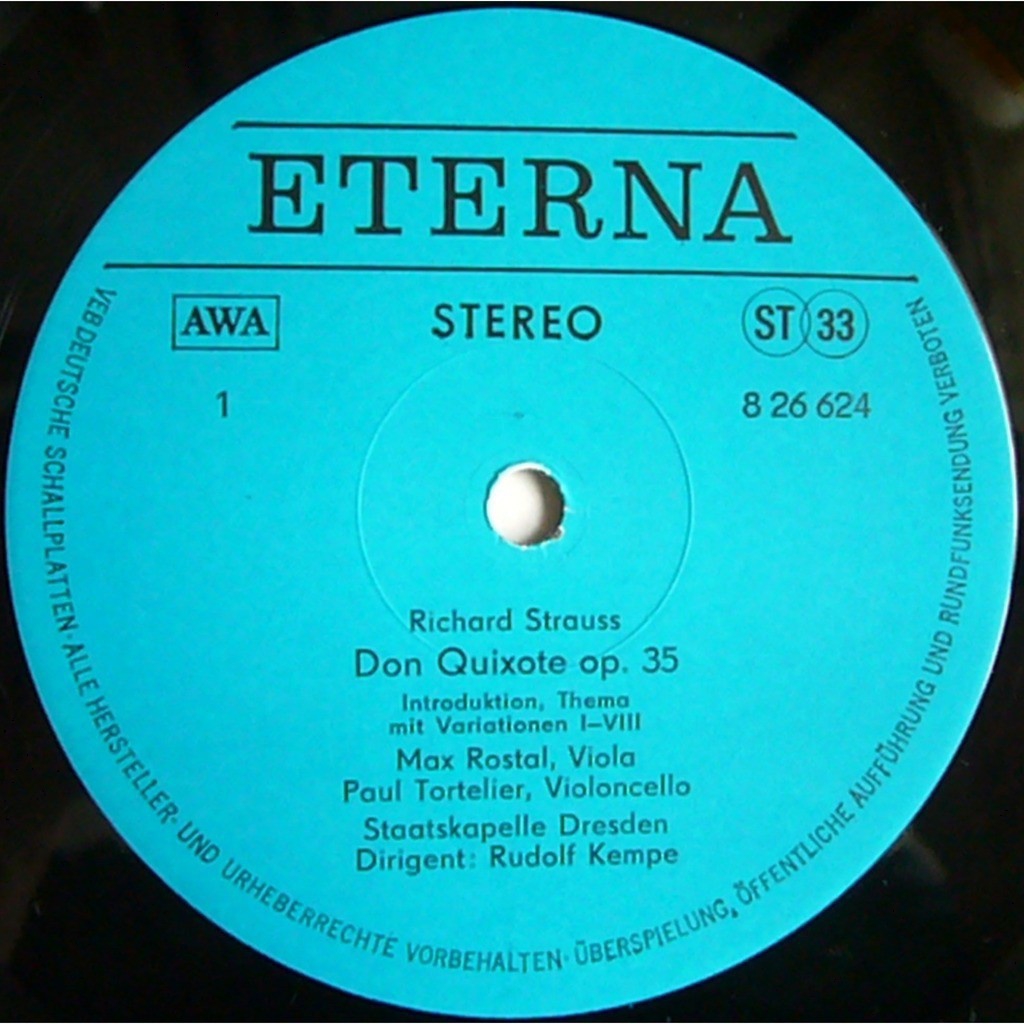 ETERNA
AWA STEREO ST 33
1 8 26 624
Richard Strauss
Don Quixote op. 35
Introduktion, Thema
mit Variationen I–VIII
Max Rostal, Viola
Paul Tortelier, Violoncello
Staatskapelle Dresden
Dirigent: Rudolf Kempe
VEB DEUTSCHE SCHALLPLATTEN · ALLE HERSTELLER- UND URHEBERRECHTE VORBEHALTEN · ÜBERSPIELUNG, ÖFFENTLICHE AUFFÜHRUNG UND RUNDFUNKSENDUNG VERBOTEN